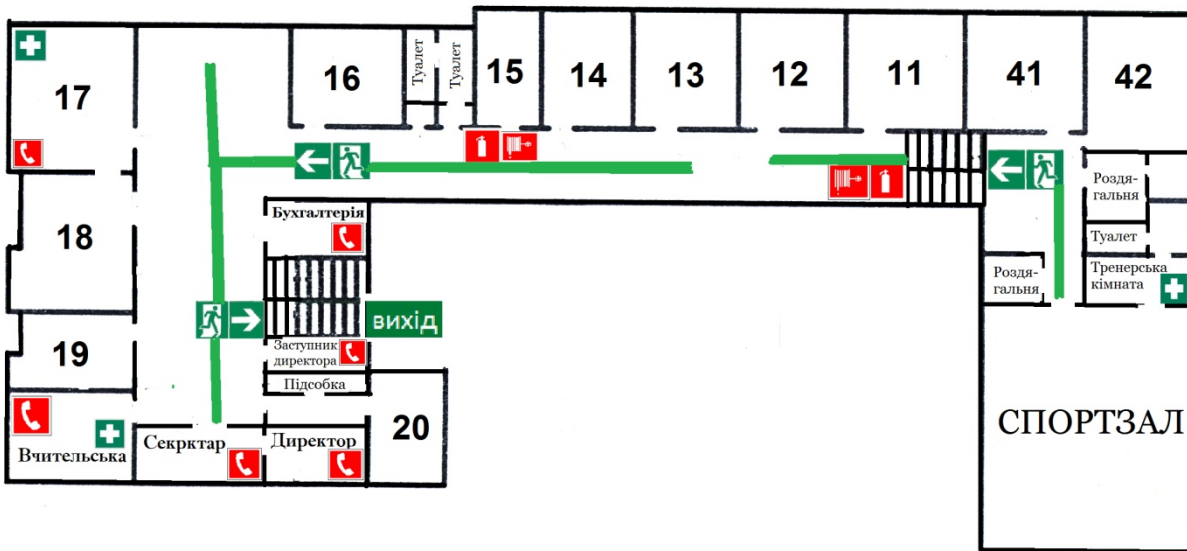 17
16
Туалет
Туалет
15
14
13
12
11
41
42
Роздя-
гальня
Бухгалтерія
18
Туалет
Роздя-
гальня
Тренерська
кімната
вихід
19
Заступник
директора
Підсобка
20
Вчительська
Секрктар
Директор
СПОРТЗАЛ